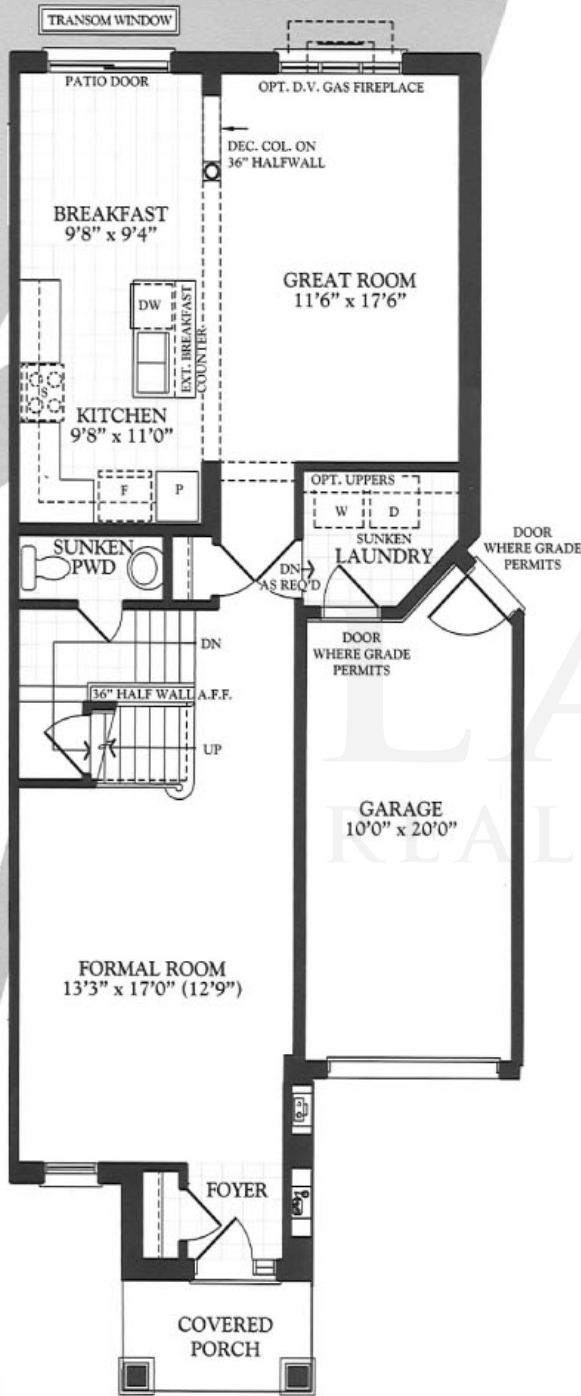 TRANSOM WINDOW
PATIO DOOR
OPT. D.V. GAS FIREPLACE
DEC. COL. ON
36" HALFWALL
BREAKFAST
9'8" x 9'4"
GREAT ROOM
11'6" x 17'6"
DW
EXT. BREAKFAST
COUNTER
S
KITCHEN
9'8" x 11'0"
F
P
OPT. UPPERS
W
D
SUNKEN
LAUNDRY
SUNKEN
PWD
DN
AS REQ'D
DOOR
WHERE GRADE
PERMITS
DOOR
WHERE GRADE
PERMITS
DN
36" HALF WALL A.F.F.
UP
LA
REAL
GARAGE
10'0" x 20'0"
FORMAL ROOM
13'3" x 17'0" (12'9")
FOYER
COVERED
PORCH